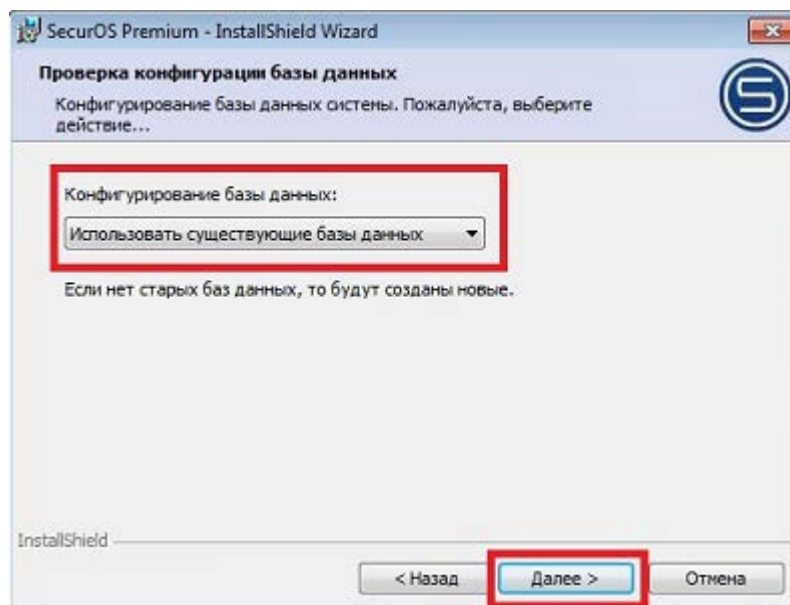 SecurOS Premium - InstallShield Wizard
Проверка конфигурации базы данных
Конфигурирование базы данных системы. Пожалуйста, выберите
действие...
Конфигурирование базы данных:
Использовать существующие базы данных
Если нет старых баз данных, то будут созданы новые.
InstallShield
< Назад
Далее >
Отмена